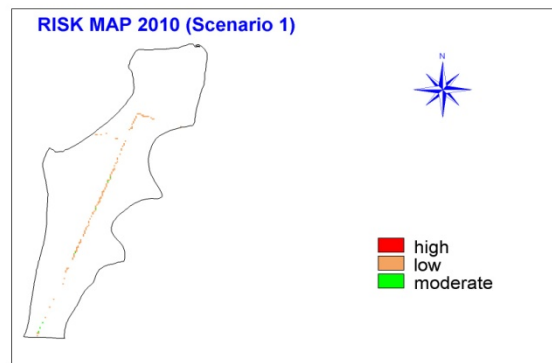 RISK MAP 2010 (Scenario 1)
N
high
low
moderate